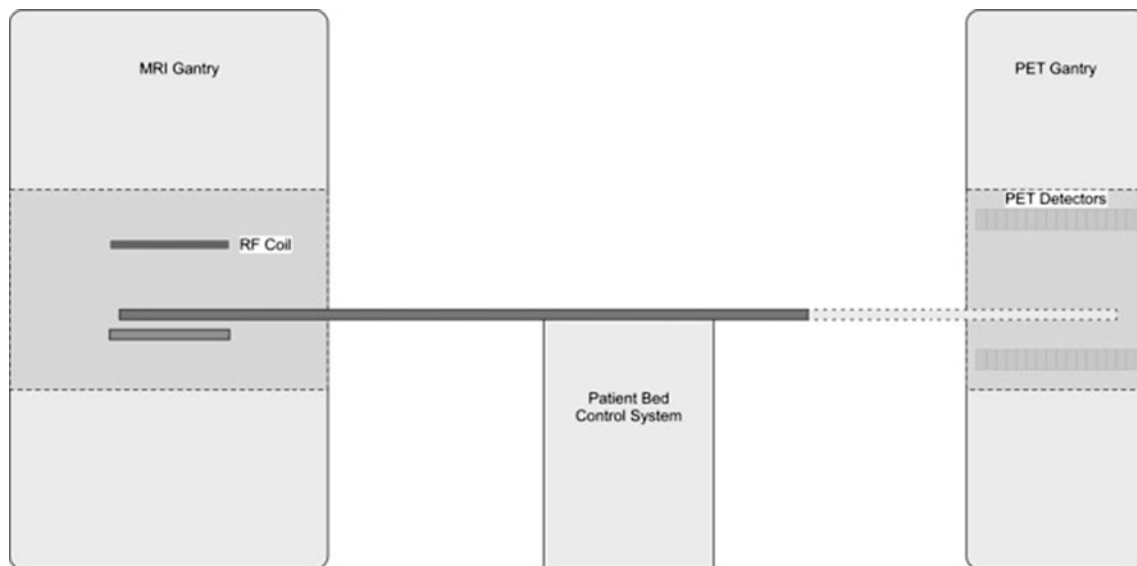 MRI Gantry
PET Gantry
PET Detectors
RF Coil
Patient Bed
Control System